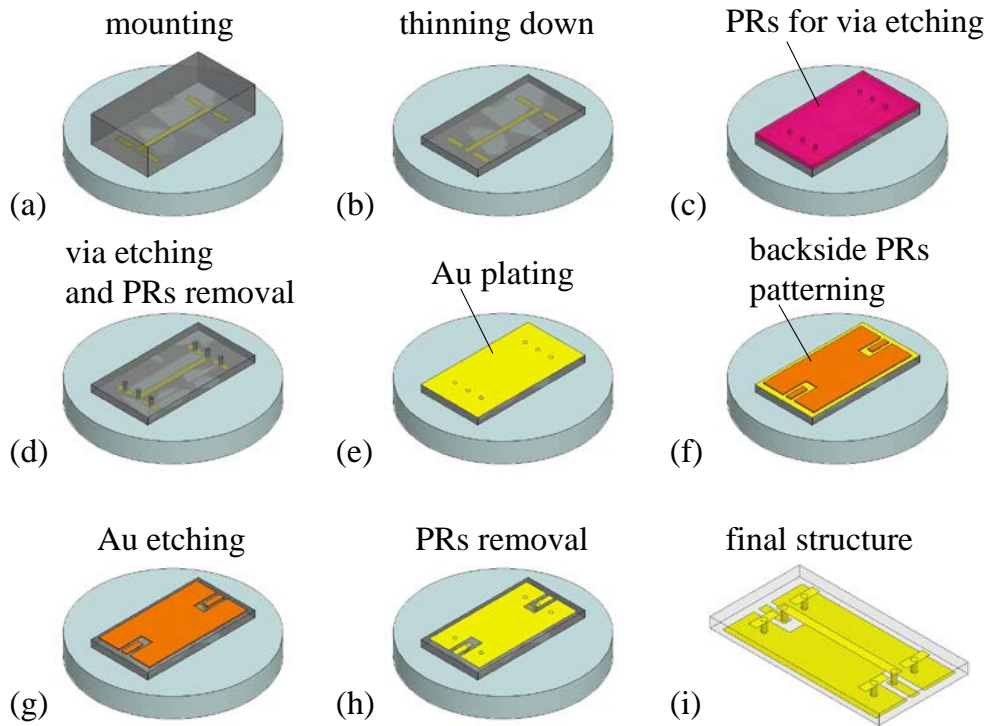 mounting
thinning down
PRs for via etching
(a)
(b)
(c)
via etching
and PRs removal
Au plating
backside PRs
patterning
(d)
(e)
(f)
Au etching
PRs removal
final structure
(g)
(h)
(i)